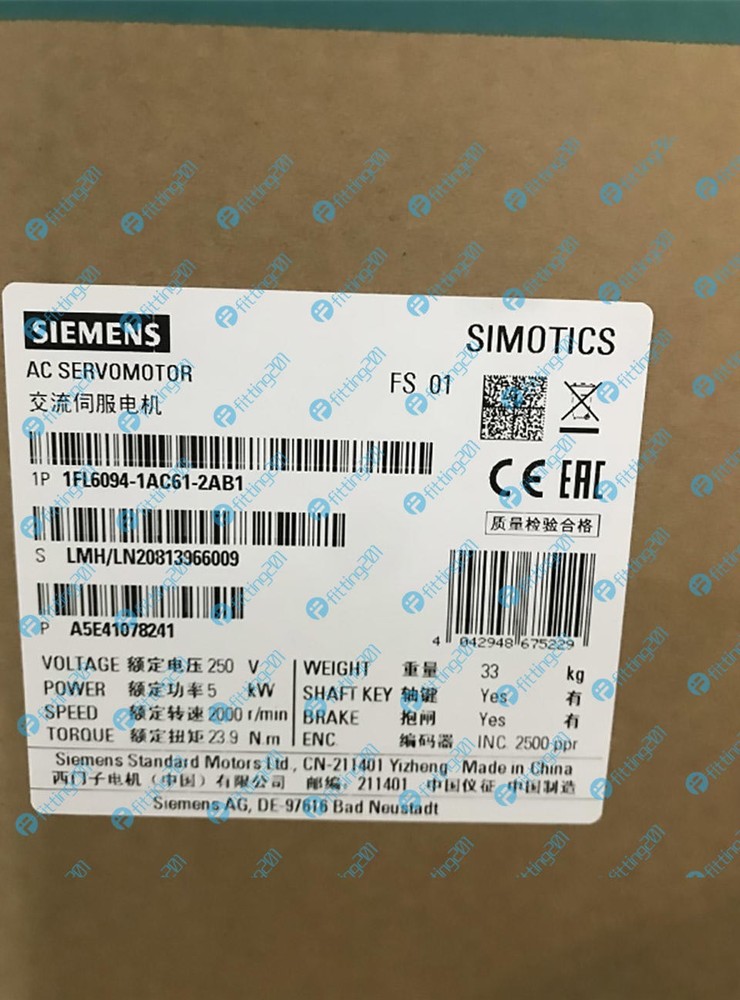 SIEMENS
SIMOTICS
AC SERVOMOTOR
交流伺服电机
FS 01
1P 1FL6094-1AC61-2AB1
CE EAC
质量检验合格
S LMH/LN20813966009
P A5E41078241
4 042948 675229
VOLTAGE 额定电压 250 V
POWER 额定功率 5 kW
SPEED 额定转速 2000 r/min
TORQUE 额定扭矩 23.9 N.m
WEIGHT 重量 33 kg
SHAFT KEY 轴键 Yes 有
BRAKE 抱闸 Yes 有
ENC 编码器 INC 2500 ppr
Siemens Standard Motors Ltd., CN-211401 Yizheng Made in China
西门子电机（中国）有限公司 邮编: 211401 中国仪征 中国制造
Siemens AG, DE-97616 Bad Neustadt
fitting201